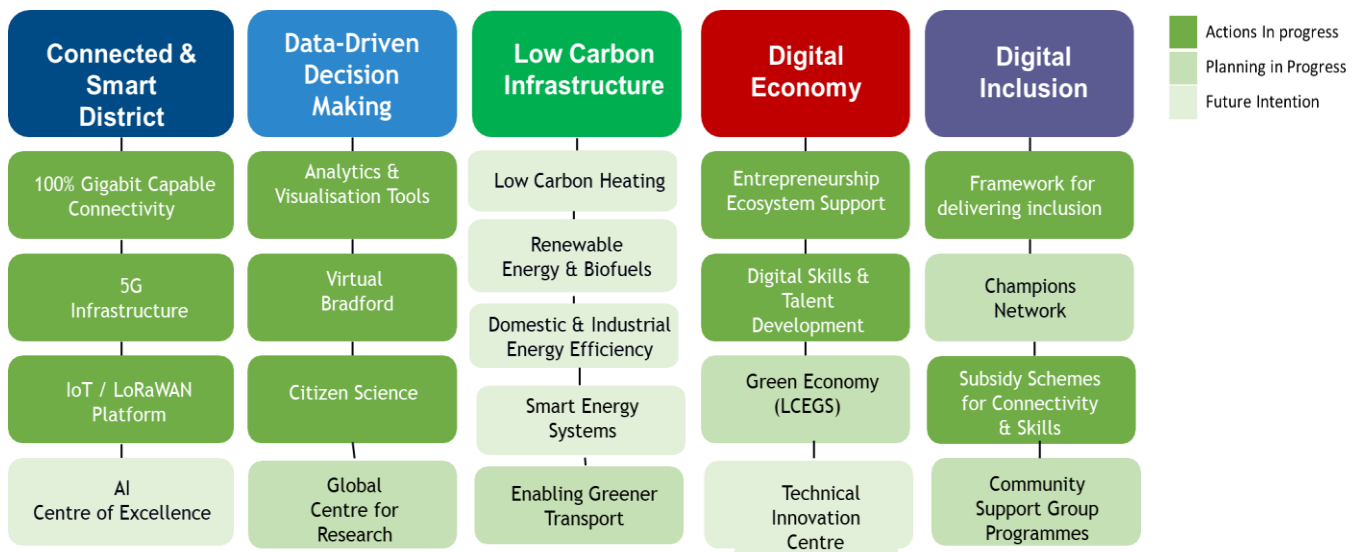 Connected &
Smart
District
100% Gigabit Capable
Connectivity
5G
Infrastructure
IoT / LoRaWAN
Platform
AI
Centre of Excellence
Data-Driven
Decision
Making
Analytics &
Visualisation Tools
Virtual
Bradford
Citizen Science
Global
Centre for
Research
Low Carbon
Infrastructure
Low Carbon Heating
Renewable
Energy & Biofuels
Domestic & Industrial
Energy Efficiency
Smart Energy
Systems
Enabling Greener
Transport
Digital
Economy
Entrepreneurship
Ecosystem Support
Digital Skills &
Talent
Development
Green Economy
(LCEGS)
Technical
Innovation
Centre
Digital
Inclusion
Framework for
delivering inclusion
Champions
Network
Subsidy Schemes
for Connectivity
& Skills
Community
Support Group
Programmes
Actions In progress
Planning in Progress
Future Intention